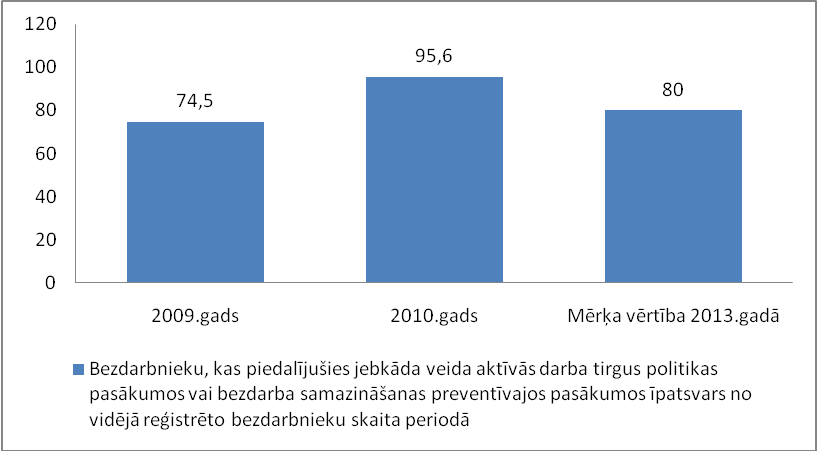 120
100
80
60
40
20
0
74,5
95,6
80
2009.gads
2010.gads
Mērķa vērtība 2013.gadā
Bezdarbnieku, kas piedalījušies jebkāda veida aktīvās darba tirgus politikas
pasākumos vai bezdarba samazināšanas preventīvajos pasākumos īpatsvars no
vidējā reģistrēto bezdarbnieku skaita periodā